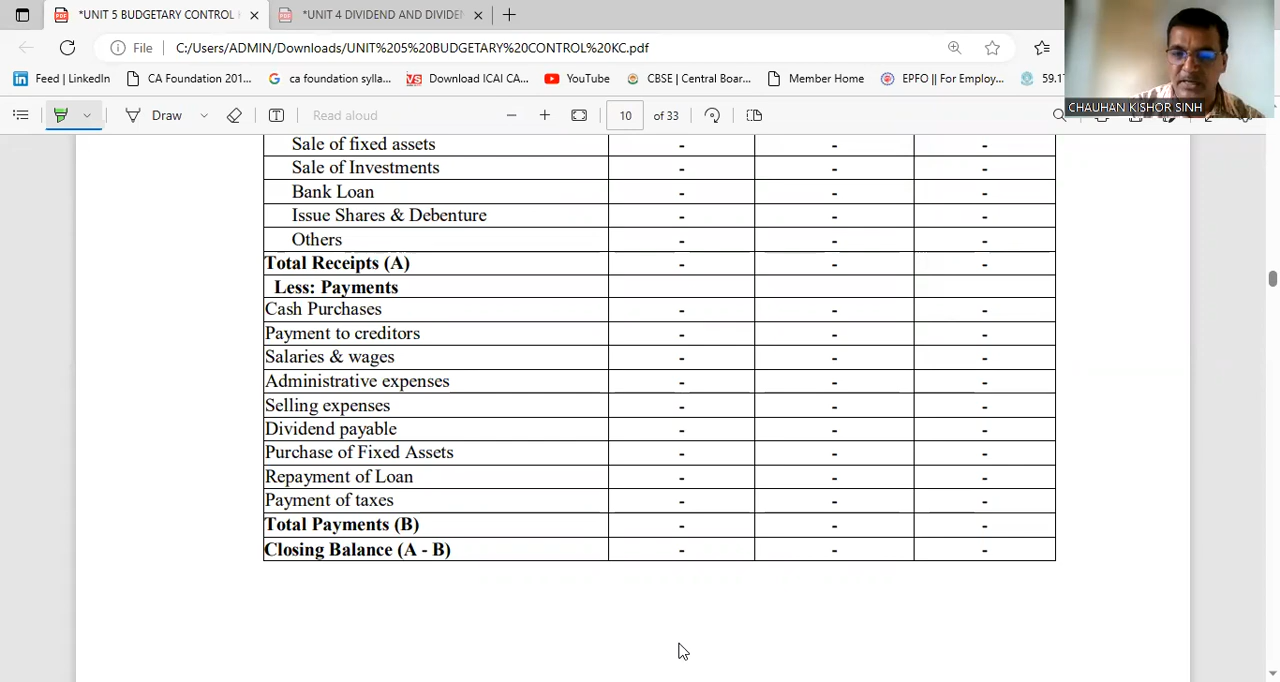 *UNIT 5 BUDGETARY CONTROL
*UNIT 4 DIVIDEND AND DIVIDEN
File C:/Users/ADMIN/Downloads/UNIT%205%20BUDGETARY%20CONTROL%20KC.pdf
Feed | LinkedIn CA Foundation 201... ca foundation sylla... Download ICAI CA... YouTube CBSE | Central Boar... Member Home EPFO || For Employ... 59.1
CHAUHAN KISHOR SINH
Draw Read aloud 10 of 33
Sale of fixed assets - - -
Sale of Investments - - -
Bank Loan - - -
Issue Shares & Debenture - - -
Others - - -
Total Receipts (A) - - -
Less: Payments
Cash Purchases - - -
Payment to creditors - - -
Salaries & wages - - -
Administrative expenses - - -
Selling expenses - - -
Dividend payable - - -
Purchase of Fixed Assets - - -
Repayment of Loan - - -
Payment of taxes - - -
Total Payments (B) - - -
Closing Balance (A - B) - - -